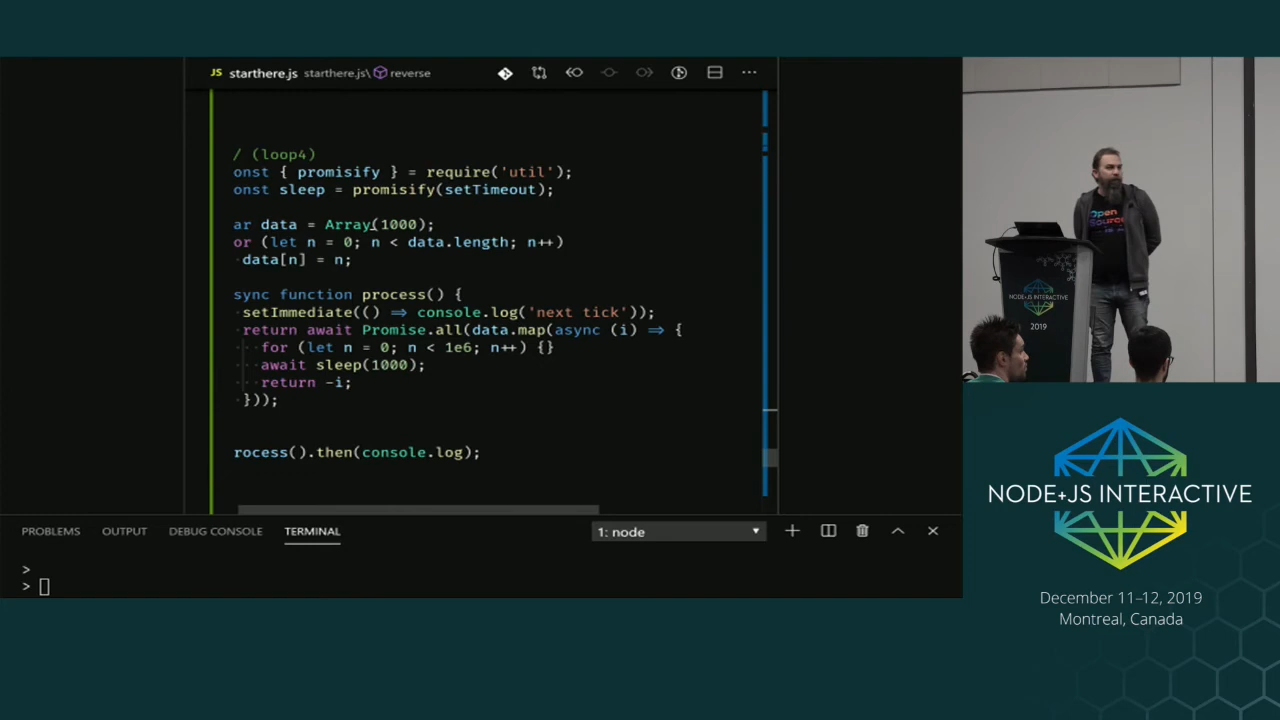 JS starthere.js starthere.js\ reverse
/ (loop4)
onst { promisify } = require('util');
onst sleep = promisify(setTimeout);
ar data = Array(1000);
or (let n = 0; n < data.length; n++)
data[n] = n;
sync function process() {
setImmediate(() => console.log('next tick'));
return await Promise.all(data.map(async (i) => {
for (let n = 0; n < 1e6; n++) {}
await sleep(1000);
return -i;
}));
rocess().then(console.log);
PROBLEMS OUTPUT DEBUG CONSOLE TERMINAL 1: node
>
>
Open
Source
NODE+JS INTERACTIVE
2019
NODE+JS INTERACTIVE
December 11–12, 2019
Montreal, Canada